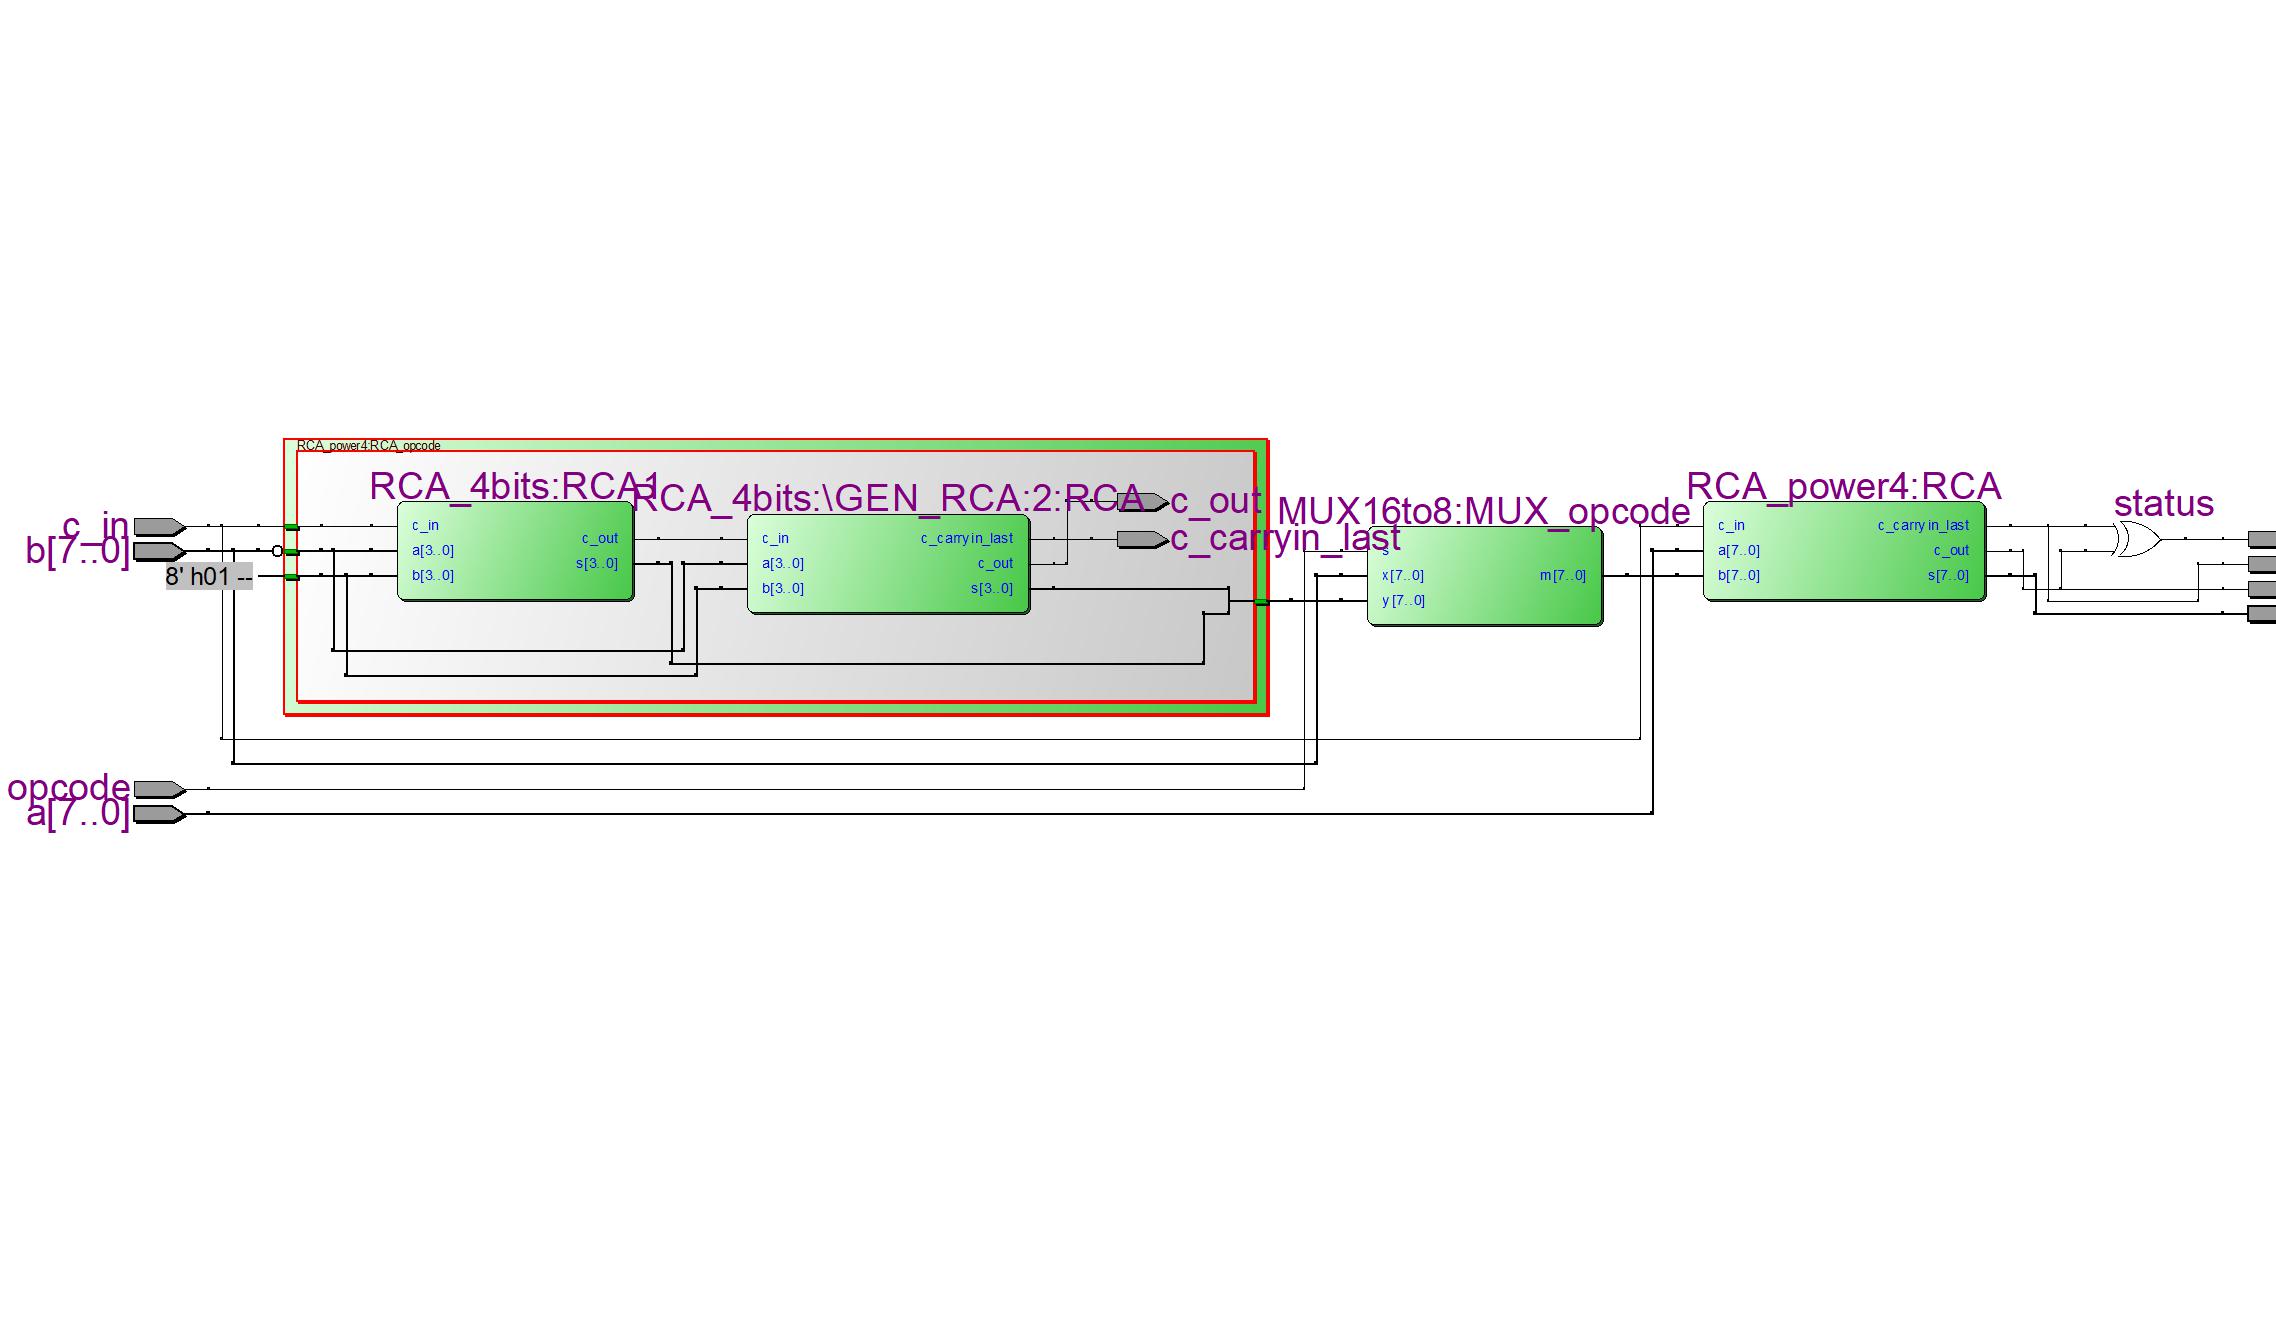 RCA_power4:RCA_opcode
RCA_4bits:RCA1
RCA_4bits:\GEN_RCA:2:RCA
MUX16to8:MUX_opcode
RCA_power4:RCA
status
c_in
b[7..0]
8' h01 --
opcode
a[7..0]
c_in
a[3..0]
b[3..0]
c_out
s[3..0]
c_in
a[3..0]
b[3..0]
c_carryin_last
c_out
s[3..0]
c_out
c_carryin_last
s
x[7..0]
y[7..0]
m[7..0]
c_in
a[7..0]
b[7..0]
c_carryin_last
c_out
s[7..0]